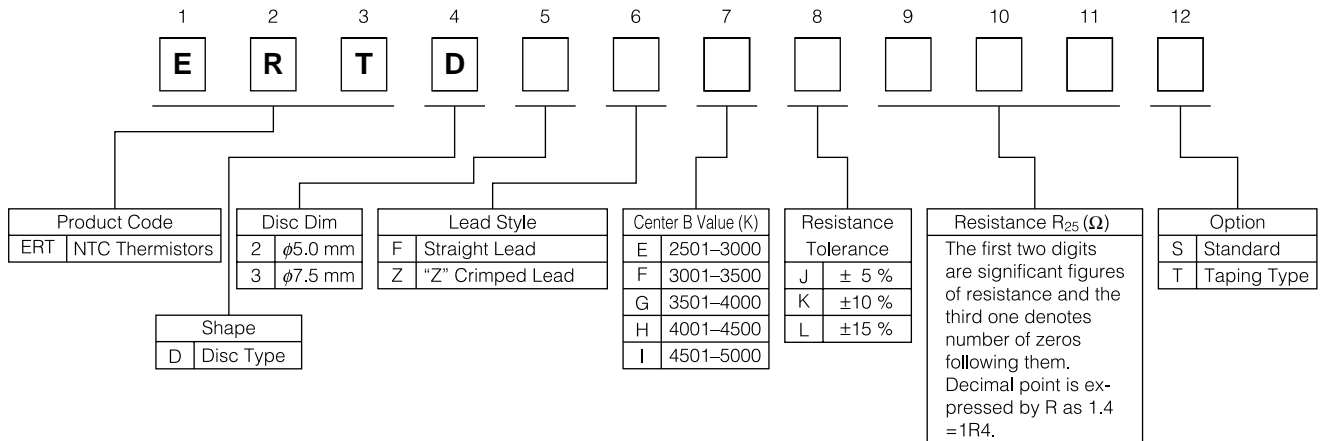 1 2 3 4 5 6 7 8 9 10 11 12
E R T D
Product Code
ERT NTC Thermistors
Shape
D Disc Type
Disc Dim
2 ϕ5.0 mm
3 ϕ7.5 mm
Lead Style
F Straight Lead
Z “Z” Crimped Lead
Center B Value (K)
E 2501–3000
F 3001–3500
G 3501–4000
H 4001–4500
I 4501–5000
Resistance
Tolerance
J ± 5 %
K ±10 %
L ±15 %
Resistance R25 (Ω)
The first two digits
are significant figures
of resistance and the
third one denotes
number of zeros
following them.
Decimal point is ex-
pressed by R as 1.4
=1R4.
Option
S Standard
T Taping Type